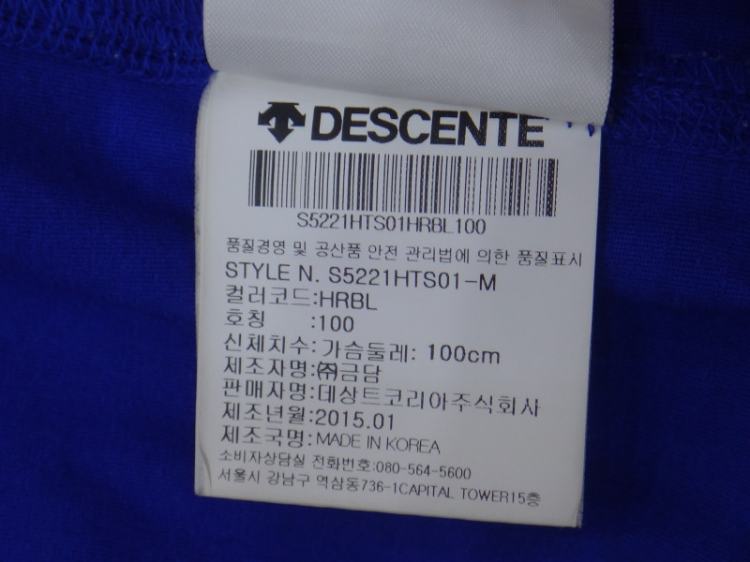 DESCENTE
S5221HTS01HRBL100
품질경영 및 공산품 안전 관리법에 의한 품질표시
STYLE N. S5221HTS01-M
컬러코드:HRBL
호칭 :100
신체치수:가슴둘레: 100cm
제조자명:㈜금담
판매자명:데상트코리아주식회사
제조년월:2015.01
제조국명:MADE IN KOREA
소비자상담실 전화번호:080-564-5600
서울시 강남구 역삼동736-1CAPITAL TOWER15층